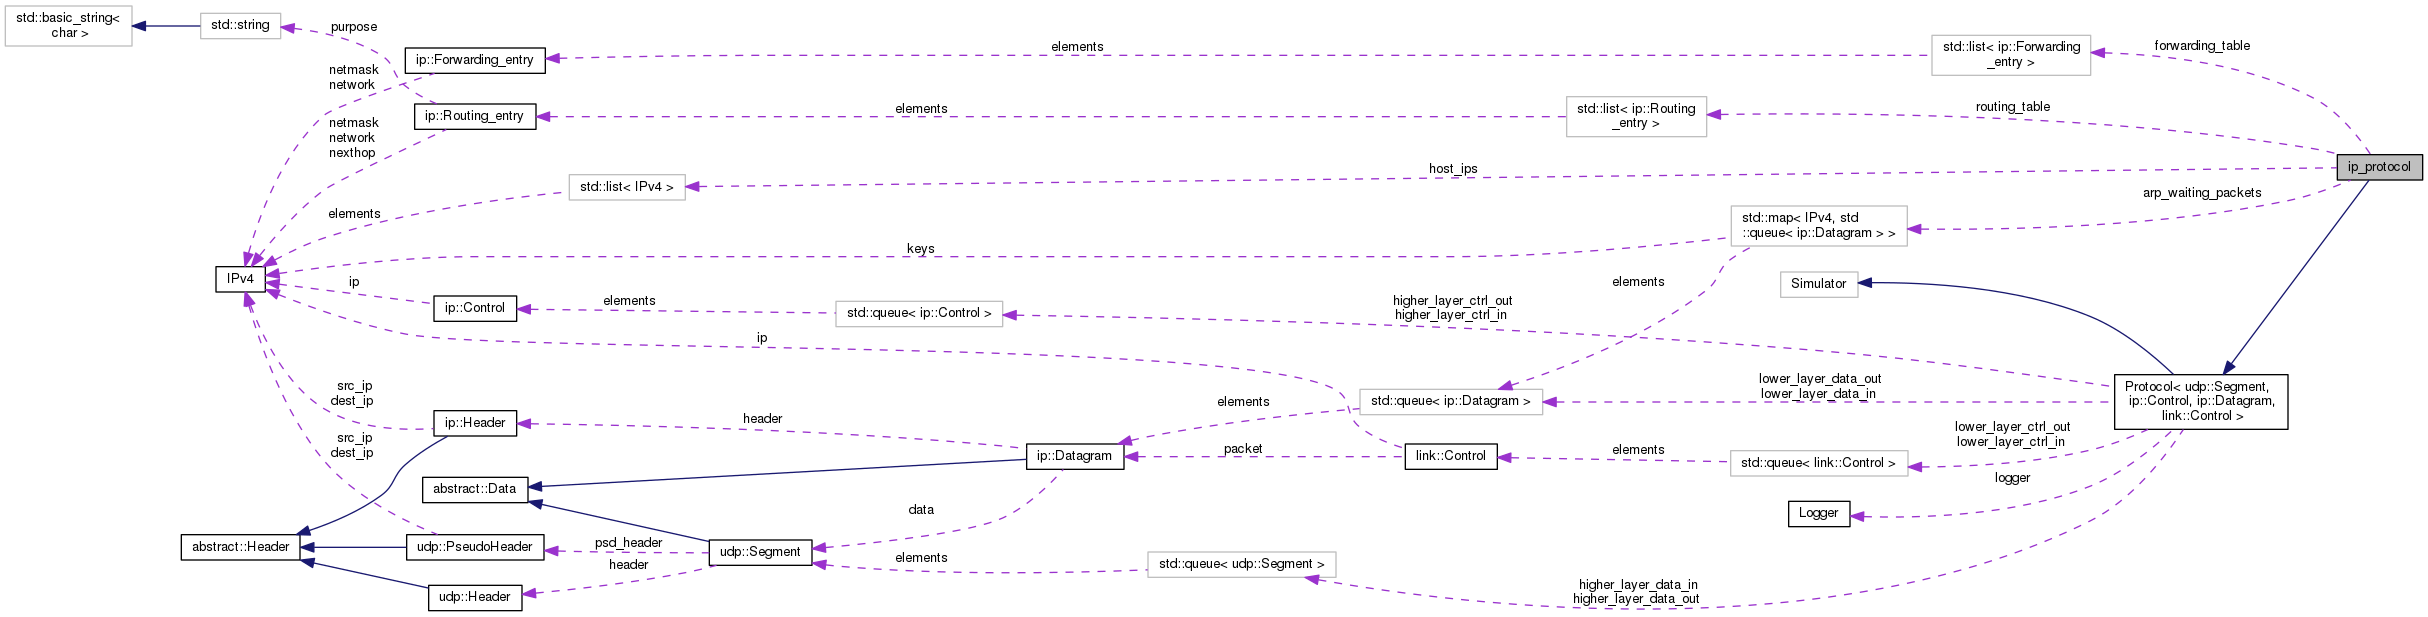 std::basic_string<
char >
std::string
purpose
ip::Forwarding_entry
elements
std::list< ip::Forwarding
_entry >
forwarding_table
netmask
network
ip::Routing_entry
elements
std::list< ip::Routing
_entry >
routing_table
netmask
network
nexthop
ip_protocol
host_ips
std::list< IPv4 >
arp_waiting_packets
elements
std::map< IPv4, std
::queue< ip::Datagram > >
keys
IPv4
ip
ip::Control
elements
std::queue< ip::Control >
elements
Simulator
higher_layer_ctrl_out
higher_layer_ctrl_in
ip
src_ip
dest_ip
lower_layer_data_out
lower_layer_data_in
Protocol< udp::Segment,
ip::Control, ip::Datagram,
link::Control >
std::queue< ip::Datagram >
elements
ip::Header
header
src_ip
dest_ip
ip::Datagram
packet
link::Control
elements
std::queue< link::Control >
lower_layer_ctrl_out
lower_layer_ctrl_in
logger
abstract::Data
data
Logger
abstract::Header
udp::PseudoHeader
psd_header
header
udp::Segment
elements
std::queue< udp::Segment >
higher_layer_data_in
higher_layer_data_out
udp::Header